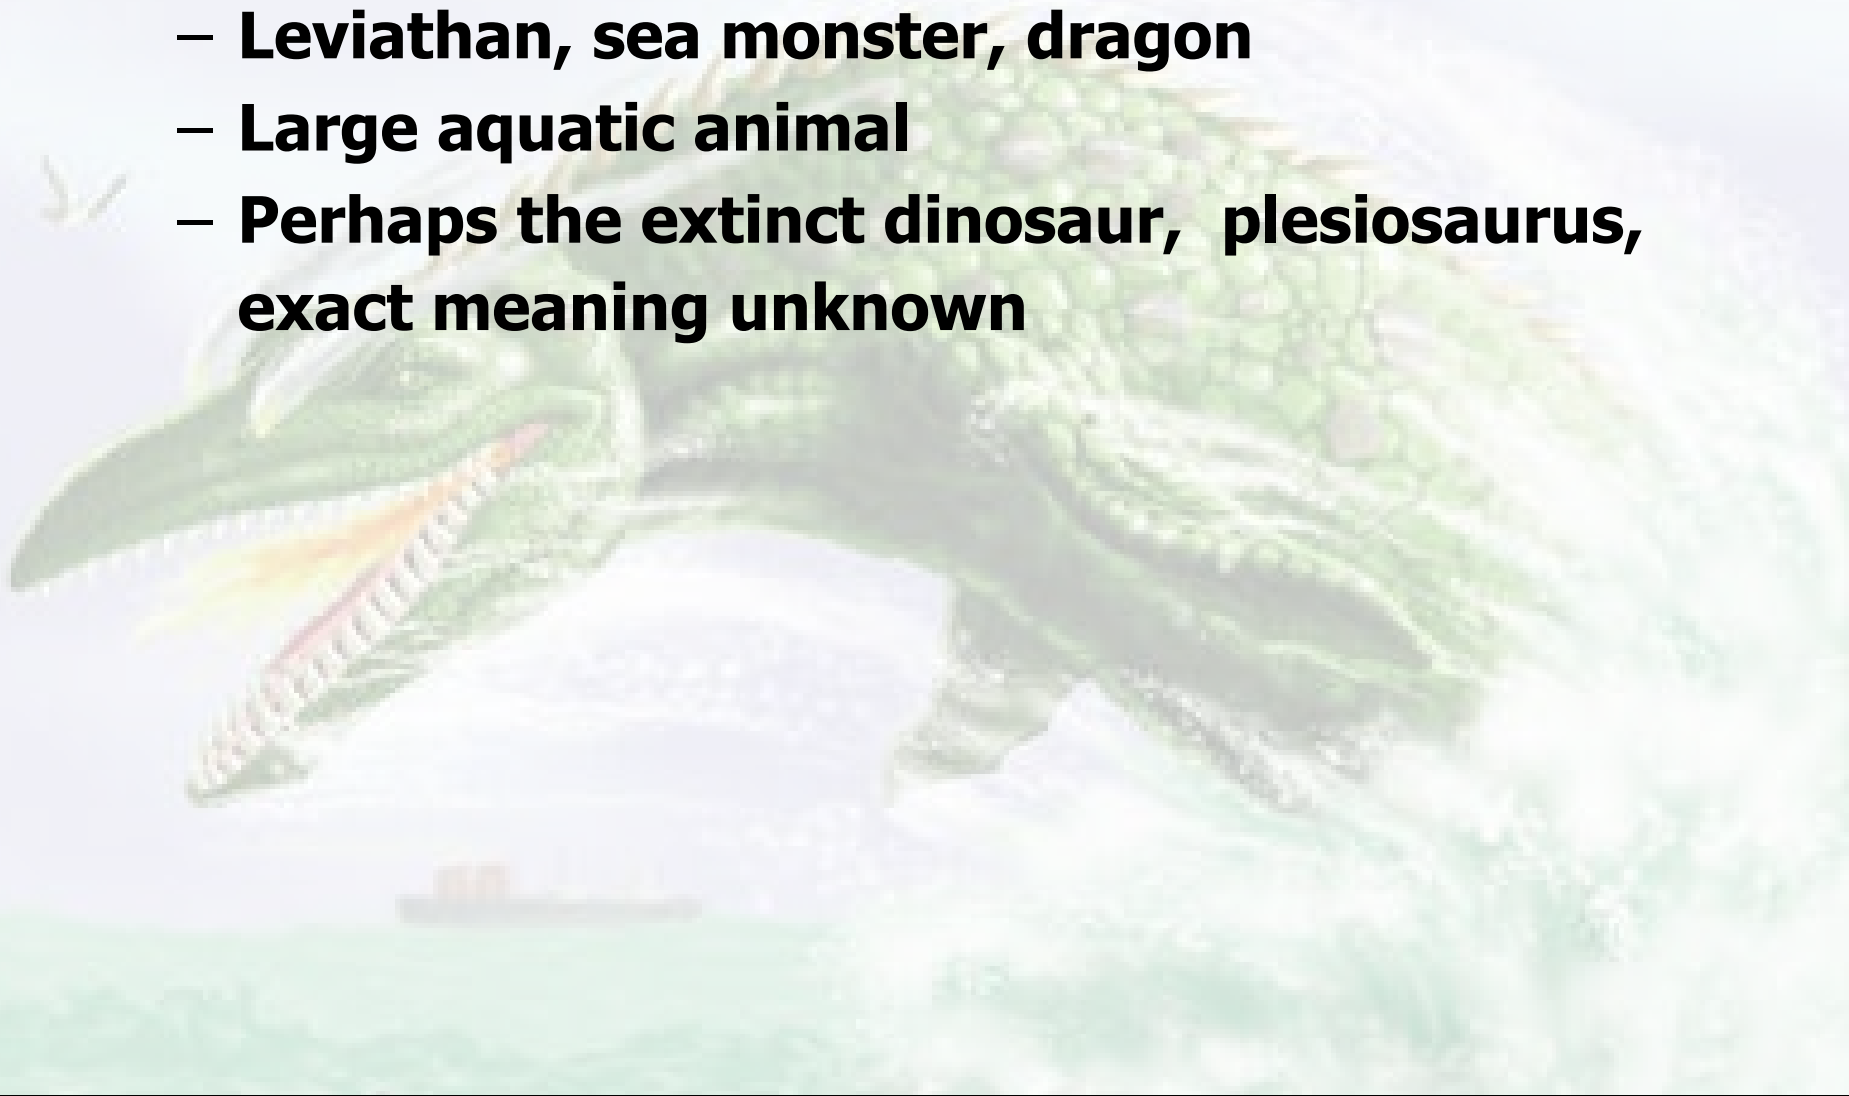 – Leviathan, sea monster, dragon
– Large aquatic animal
– Perhaps the extinct dinosaur,  plesiosaurus,
exact meaning unknown